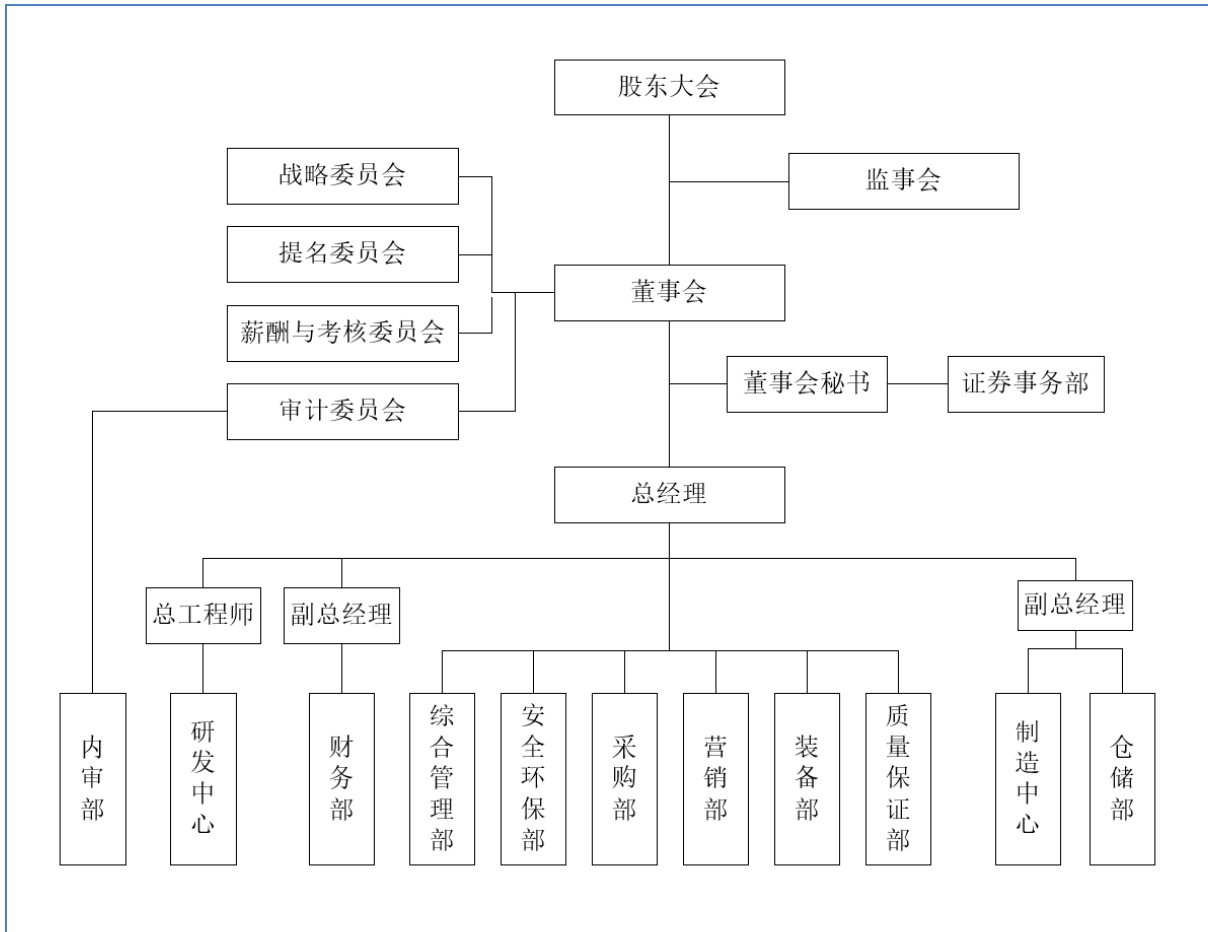 股东大会
战略委员会
监事会
提名委员会
董事会
薪酬与考核委员会
董事会秘书
证券事务部
审计委员会
总经理
总工程师
副总经理
副总经理
内审部
研发中心
财务部
综合管理部
安全环保部
采购部
营销部
装备部
质量保证部
制造中心
仓储部